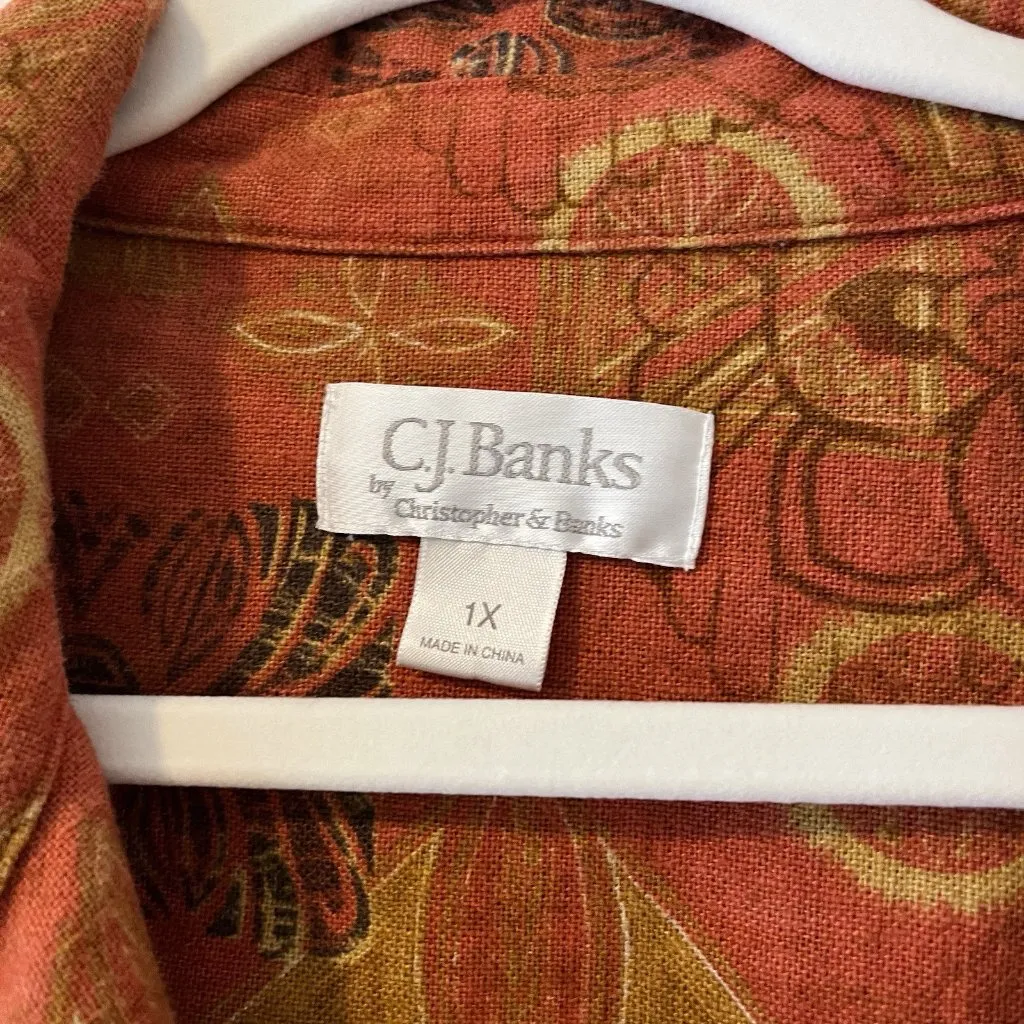 C.J. Banks
by
Christopher & Banks
1X
MADE IN CHINA